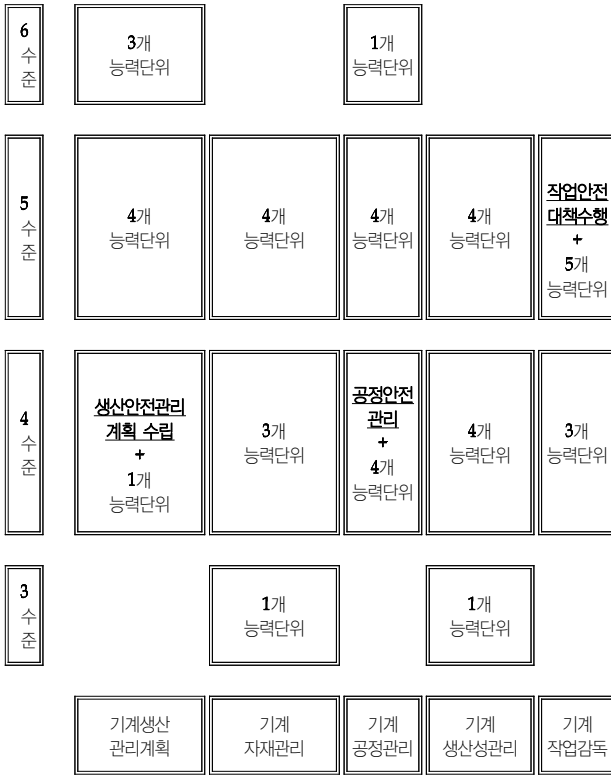 6
수
준
3개
능력단위
1개
능력단위
5
수
준
4개
능력단위
4개
능력단위
4개
능력단위
4개
능력단위
작업안전
대책수행
+
5개
능력단위
4
수
준
생산안전관리
계획 수립
+
1개
능력단위
3개
능력단위
공정안전
관리
+
4개
능력단위
4개
능력단위
3개
능력단위
3
수
준
1개
능력단위
1개
능력단위
기계생산
관리계획
기계
자재관리
기계
공정관리
기계
생산성관리
기계
작업감독